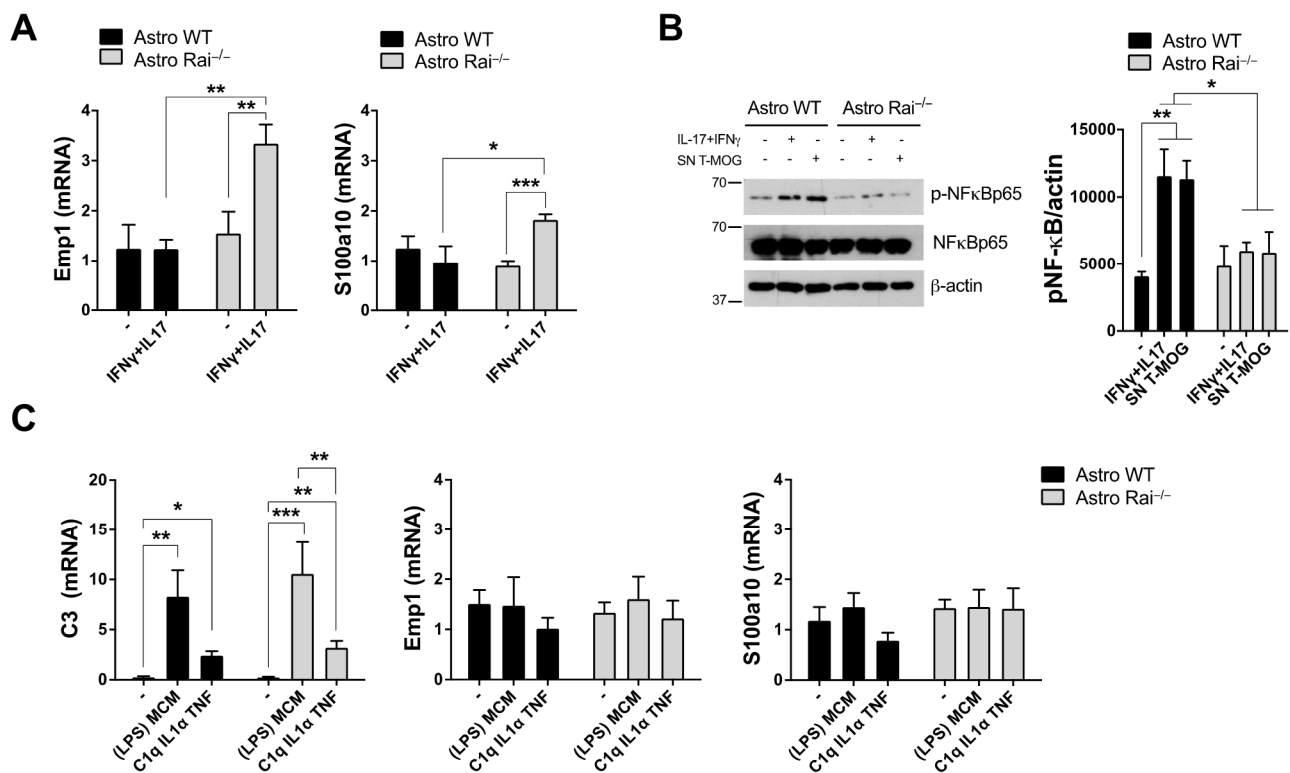 A
Astro WT
Astro Rai⁻/⁻
Emp1 (mRNA)
4
3
2
1
0
**
**
-
IFNγ+IL17
-
IFNγ+IL17
Astro WT
Astro Rai⁻/⁻
S100a10 (mRNA)
4
3
2
1
0
*
***
-
IFNγ+IL17
-
IFNγ+IL17
B
Astro WT Astro Rai⁻/⁻
IL-17+IFNγ - + - - + -
SN T-MOG - - + - - +
70
p-NFκBp65
70
NFκBp65
β-actin
37
Astro WT
Astro Rai⁻/⁻
pNF-κB/actin
15000
10000
5000
0
*
**
-
IFNγ+IL17
SN T-MOG
-
IFNγ+IL17
SN T-MOG
C
C3 (mRNA)
20
15
10
5
0
*
**
**
**
***
-
(LPS) MCM
C1q IL1α TNF
-
(LPS) MCM
C1q IL1α TNF
Emp1 (mRNA)
4
3
2
1
0
-
(LPS) MCM
C1q IL1α TNF
-
(LPS) MCM
C1q IL1α TNF
S100a10 (mRNA)
4
3
2
1
0
-
(LPS) MCM
C1q IL1α TNF
-
(LPS) MCM
C1q IL1α TNF
Astro WT
Astro Rai⁻/⁻